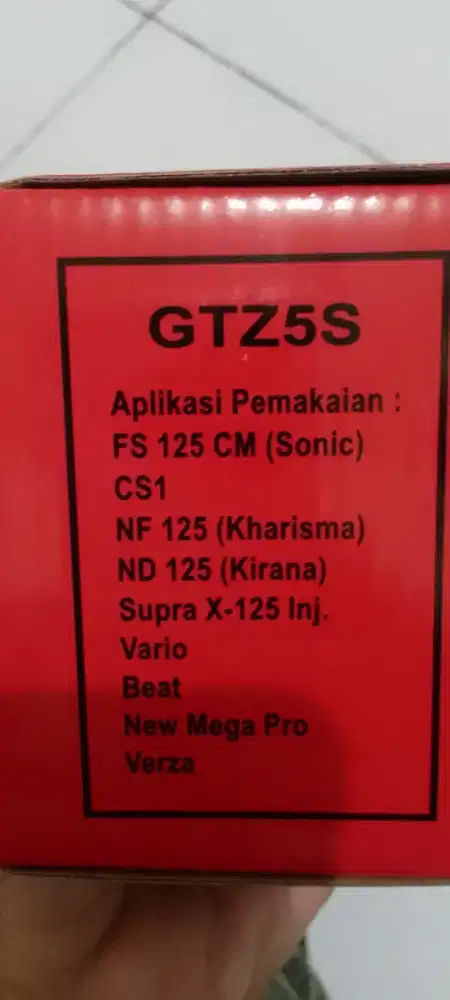 GTZ5S
Aplikasi Pemakaian :
FS 125 CM (Sonic)
CS1
NF 125 (Kharisma)
ND 125 (Kirana)
Supra X-125 Inj.
Vario
Beat
New Mega Pro
Verza